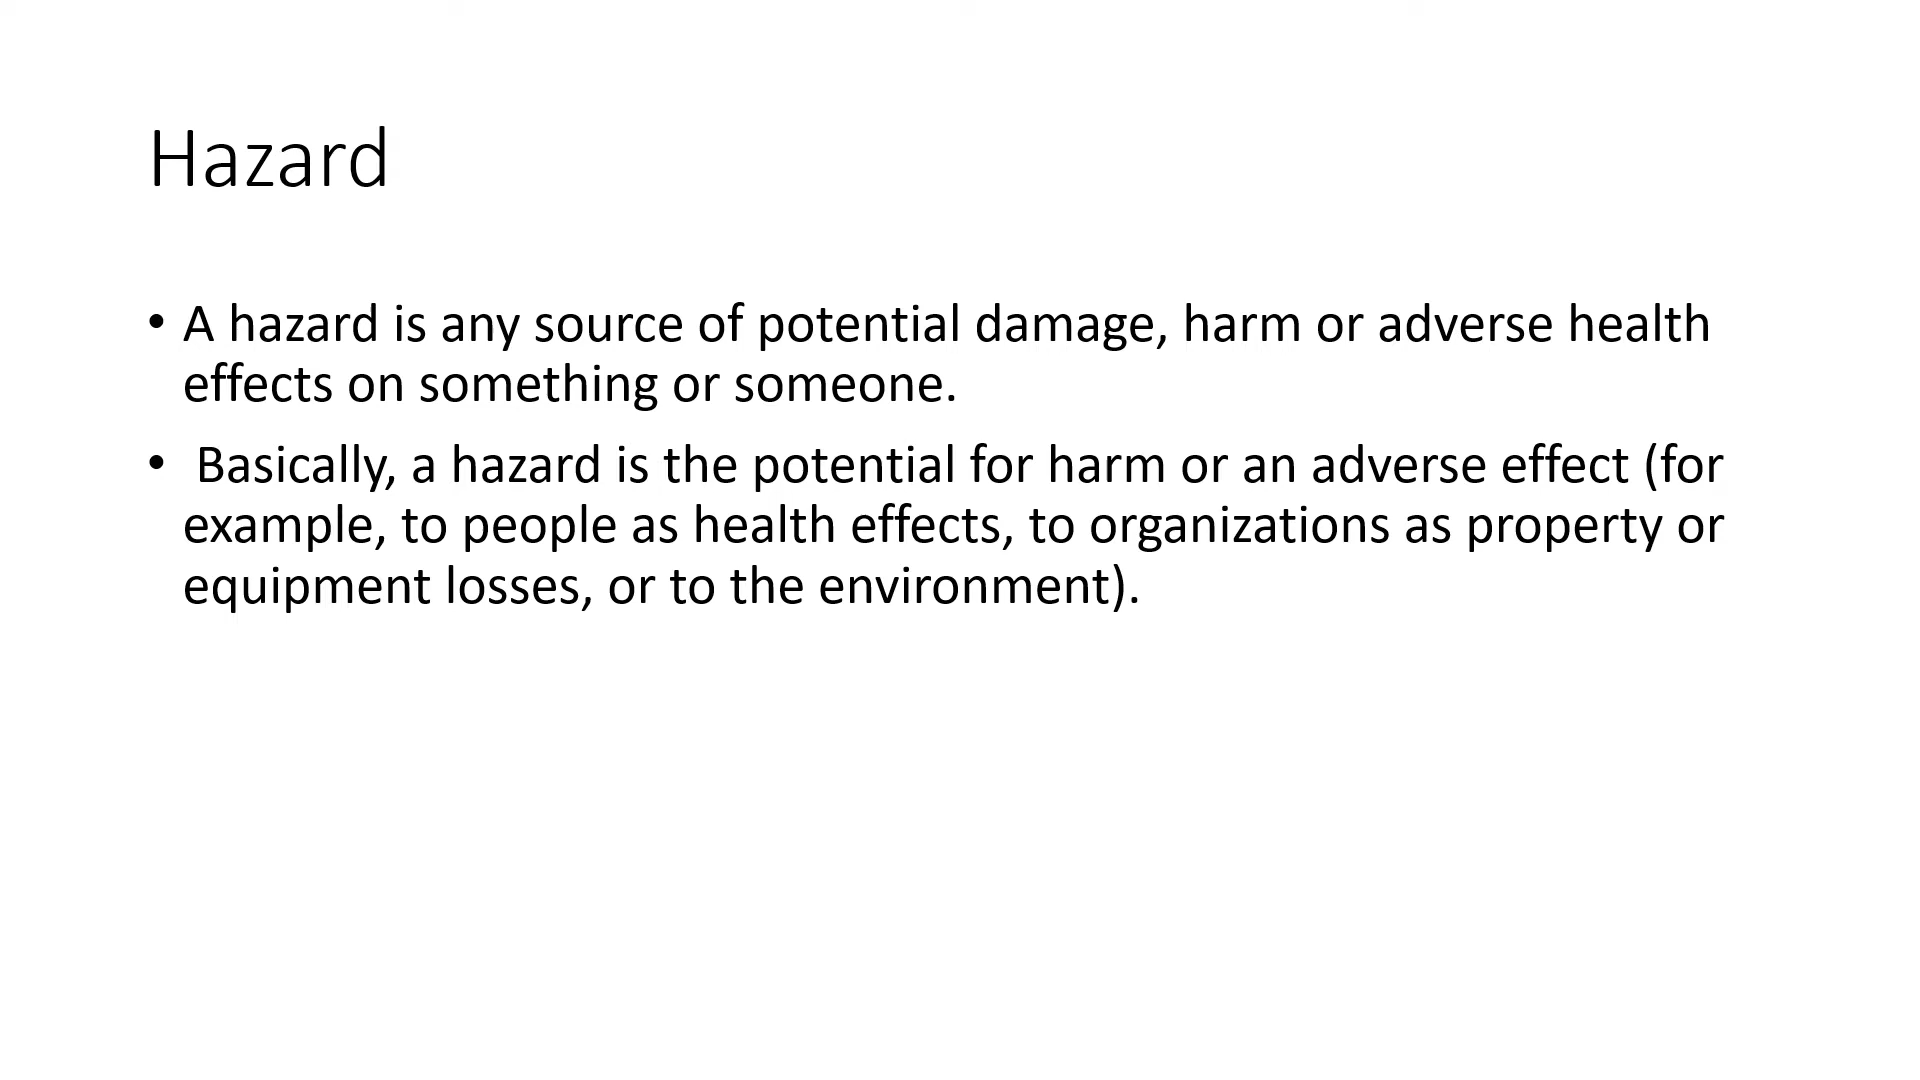 Hazard
• A hazard is any source of potential damage, harm or adverse health
effects on something or someone.
• Basically, a hazard is the potential for harm or an adverse effect (for
example, to people as health effects, to organizations as property or
equipment losses, or to the environment).